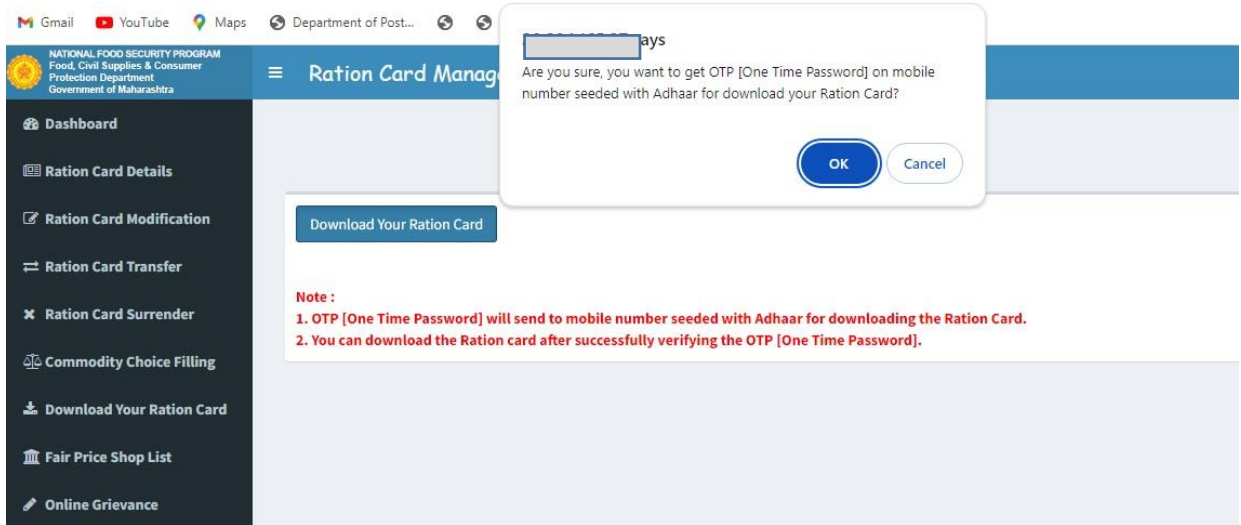 Gmail YouTube Maps Department of Post...
NATIONAL FOOD SECURITY PROGRAM
Food, Civil Supplies & Consumer
Protection Department
Government of Maharashtra
Ration Card Manag
ays
Are you sure, you want to get OTP [One Time Password] on mobile
number seeded with Adhaar for download your Ration Card?
OK Cancel
Dashboard
Ration Card Details
Ration Card Modification
Ration Card Transfer
Ration Card Surrender
Commodity Choice Filling
Download Your Ration Card
Fair Price Shop List
Online Grievance
Download Your Ration Card
Note :
1. OTP [One Time Password] will send to mobile number seeded with Adhaar for downloading the Ration Card.
2. You can download the Ration card after successfully verifying the OTP [One Time Password].